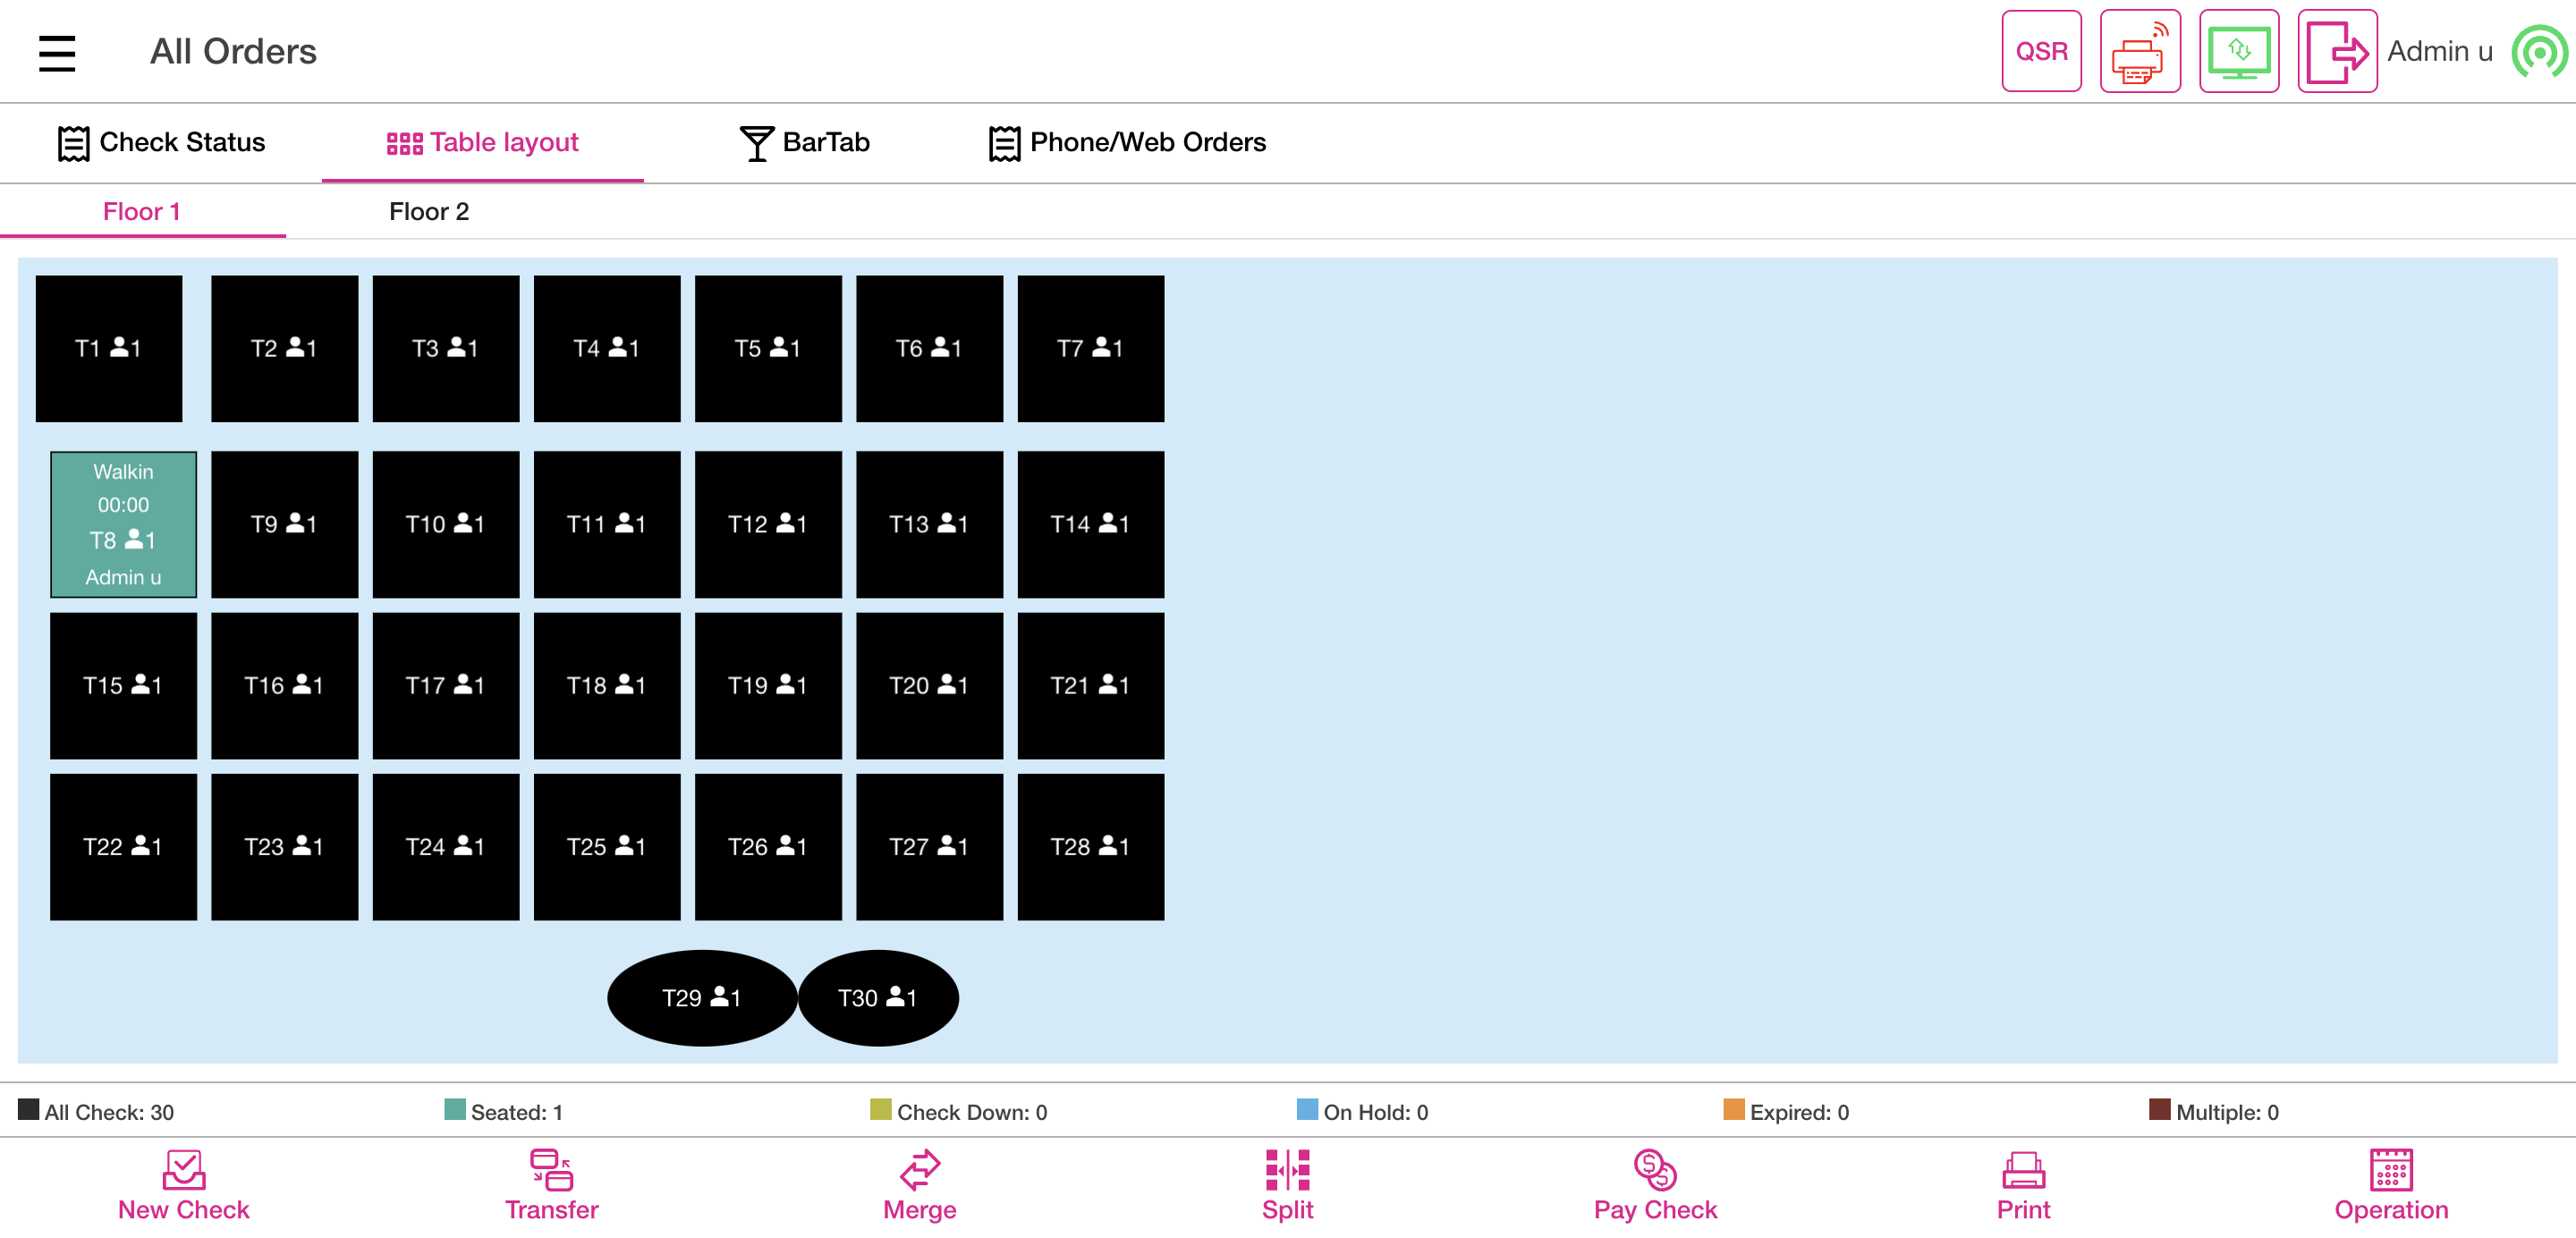 All Orders
QSR
Admin u
Check Status
Table layout
BarTab
Phone/Web Orders
Floor 1
Floor 2
T1 1
T2 1
T3 1
T4 1
T5 1
T6 1
T7 1
Walkin
00:00
T8 1
Admin u
T9 1
T10 1
T11 1
T12 1
T13 1
T14 1
T15 1
T16 1
T17 1
T18 1
T19 1
T20 1
T21 1
T22 1
T23 1
T24 1
T25 1
T26 1
T27 1
T28 1
T29 1
T30 1
All Check: 30
Seated: 1
Check Down: 0
On Hold: 0
Expired: 0
Multiple: 0
New Check
Transfer
Merge
Split
Pay Check
Print
Operation